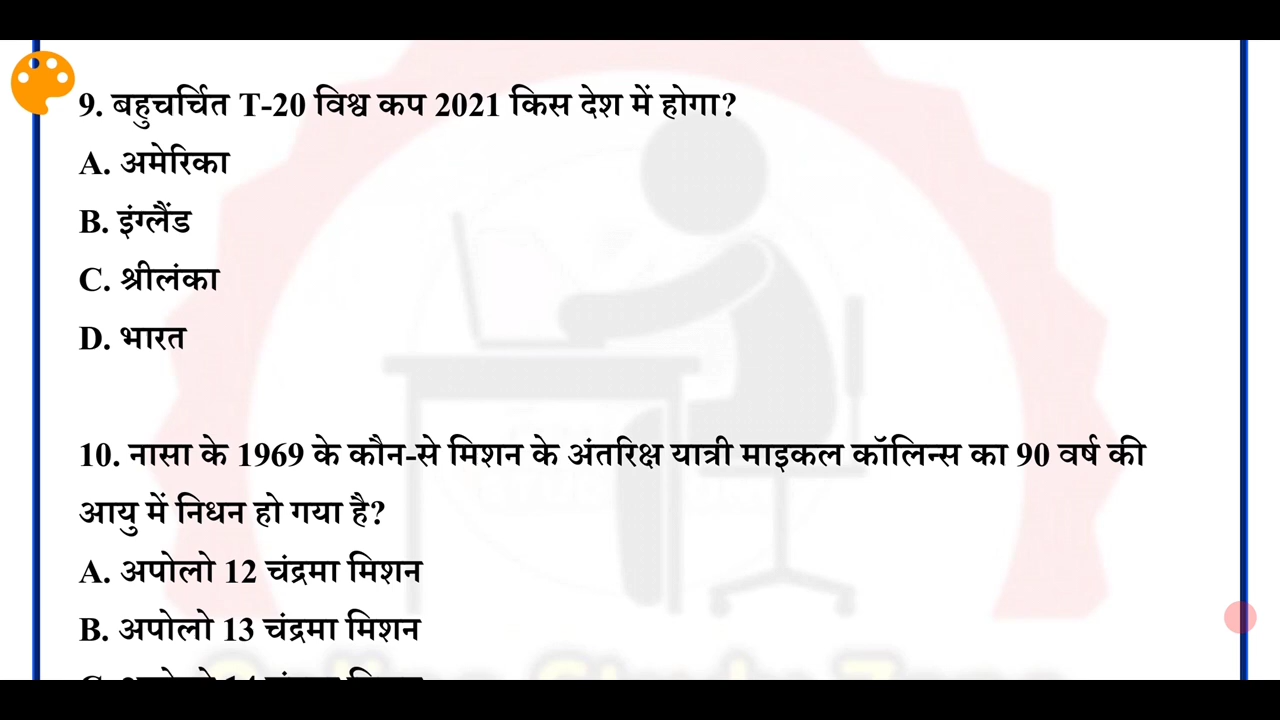 9. बहुचर्चित T-20 विश्व कप 2021 किस देश में होगा?
A. अमेरिका
B. इंग्लैंड
C. श्रीलंका
D. भारत
10. नासा के 1969 के कौन-से मिशन के अंतरिक्ष यात्री माइकल कॉलिन्स का 90 वर्ष की
आयु में निधन हो गया है?
A. अपोलो 12 चंद्रमा मिशन
B. अपोलो 13 चंद्रमा मिशन